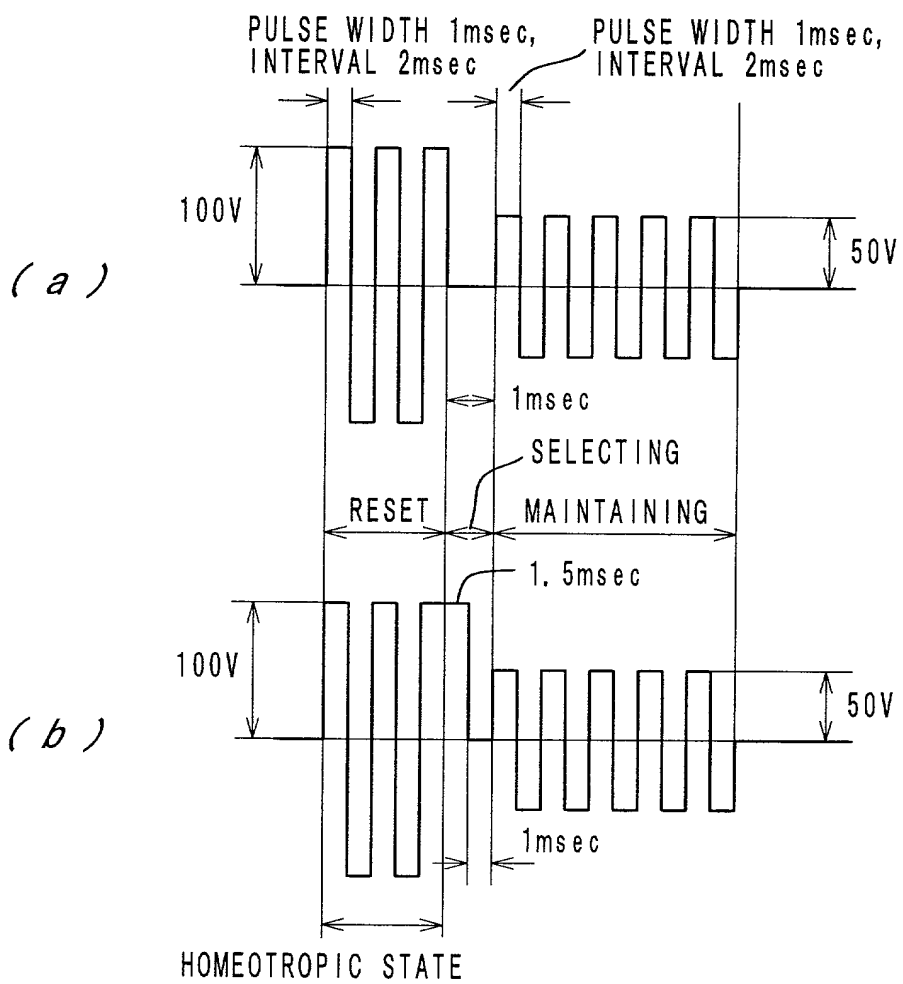 PULSE WIDTH 1msec,
INTERVAL 2msec
PULSE WIDTH 1msec,
INTERVAL 2msec
100V
50V
(a)
1msec
SELECTING
RESET
MAINTAINING
1.5msec
100V
50V
(b)
1msec
HOMEOTROPIC STATE